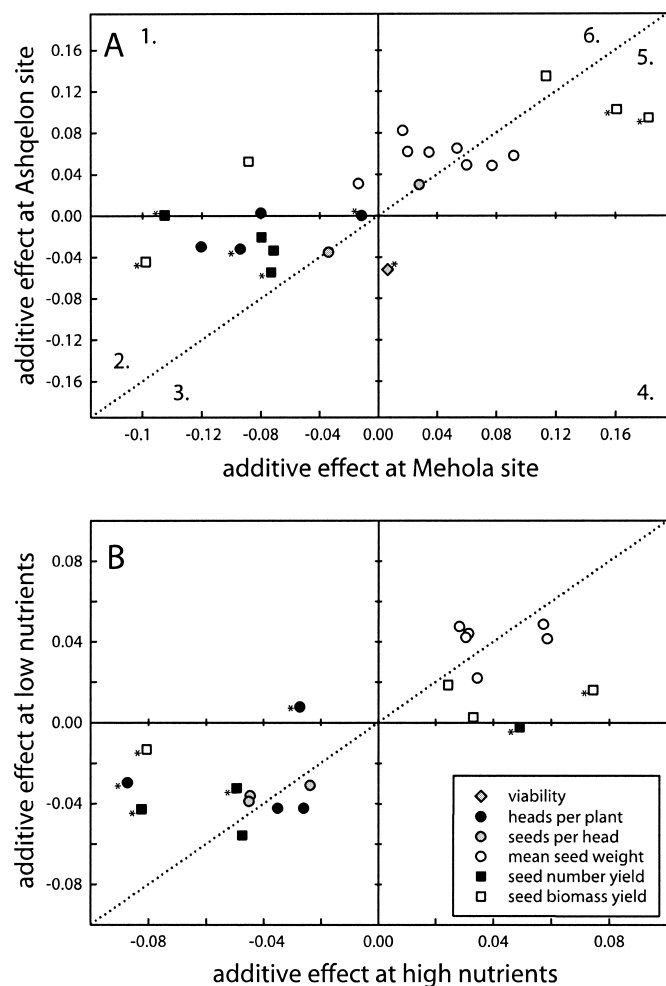 A
1.
6.
5.
0.16
0.12
0.08
0.04
0.00
-0.04
-0.08
-0.12
-0.16
2.
3.
4.
additive effect at Ashqelon site
-0.1 -0.12 -0.08 -0.04 0.00 0.04 0.08 0.12 0.16
additive effect at Mehola site
B
0.08
0.04
0.00
-0.04
-0.08
additive effect at low nutrients
viability
heads per plant
seeds per head
mean seed weight
seed number yield
seed biomass yield
-0.08 -0.04 0.00 0.04 0.08
additive effect at high nutrients